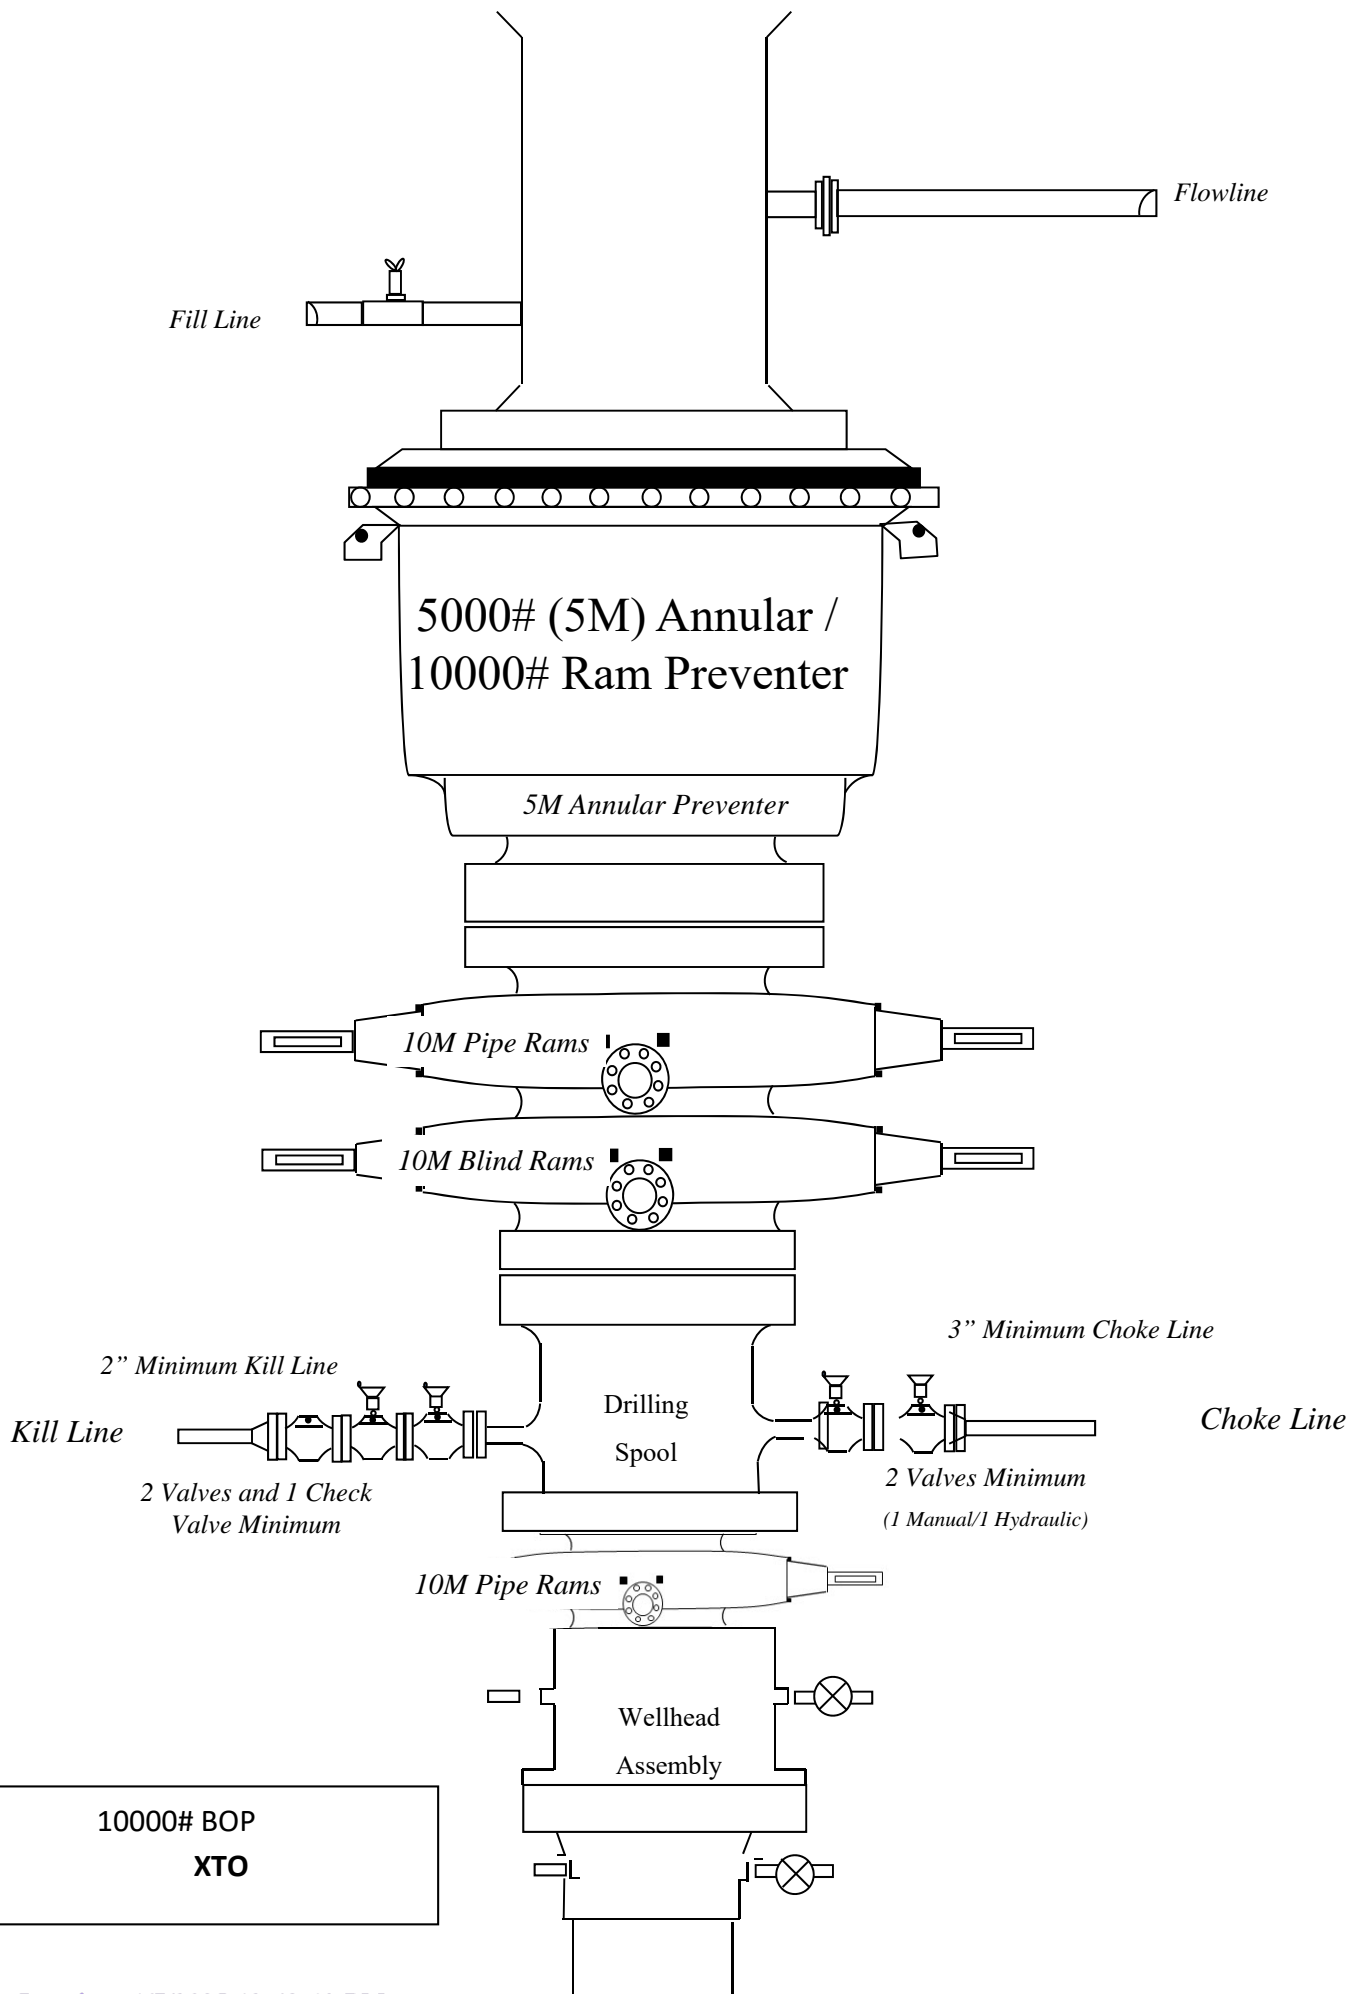 Flowline
Fill Line
5000# (5M) Annular /
10000# Ram Preventer
5M Annular Preventer
10M Pipe Rams
10M Blind Rams
3” Minimum Choke Line
2” Minimum Kill Line
Drilling
Spool
Kill Line
Choke Line
2 Valves and 1 Check
Valve Minimum
2 Valves Minimum
(1 Manual/1 Hydraulic)
10M Pipe Rams
Wellhead
Assembly
10000# BOP
XTO